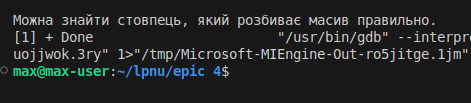 Можна знайти стовпець, який розбиває масив правильно.
[1] + Done                       "/usr/bin/gdb" --interpre
uojjwok.3ry" 1>"/tmp/Microsoft-MIEngine-Out-ro5jitge.1jm"
max@max-user:~/lpnu/epic 4$